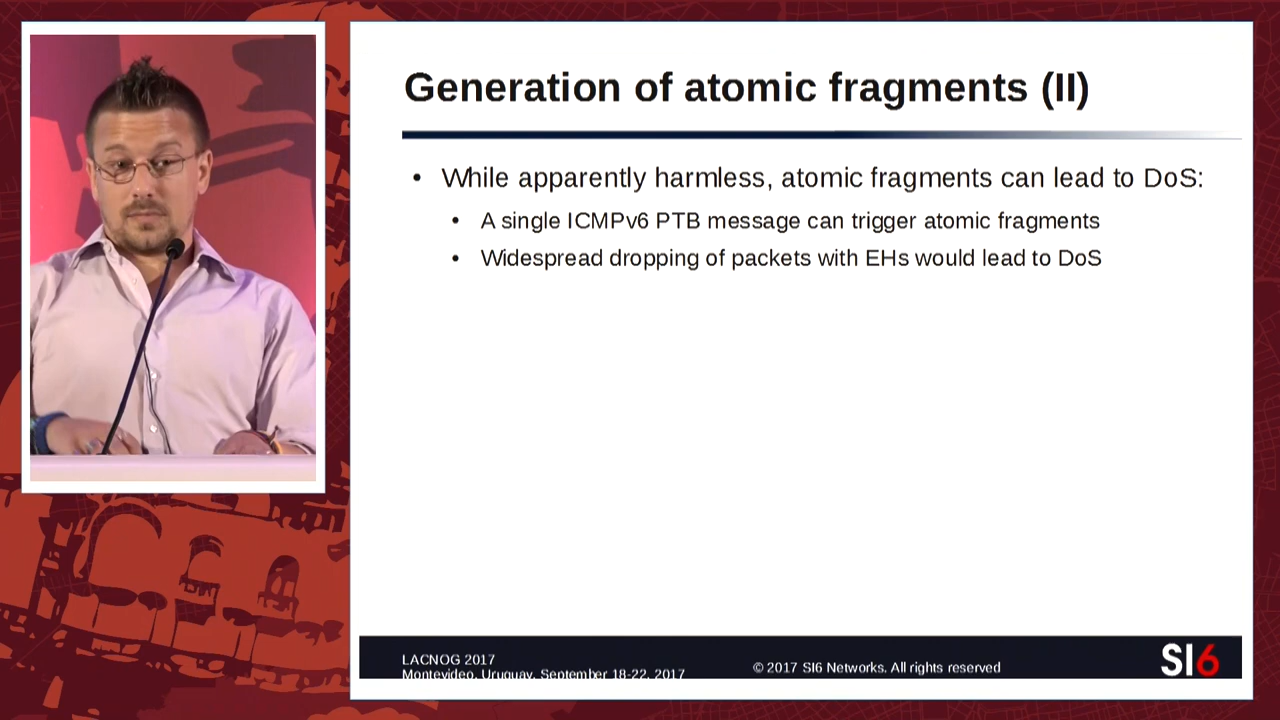 Generation of atomic fragments (II)
• While apparently harmless, atomic fragments can lead to DoS:
• A single ICMPv6 PTB message can trigger atomic fragments
• Widespread dropping of packets with EHs would lead to DoS
LACNOG 2017
Montevideo, Uruguay, September 18-22, 2017
© 2017 SI6 Networks. All rights reserved
SI6